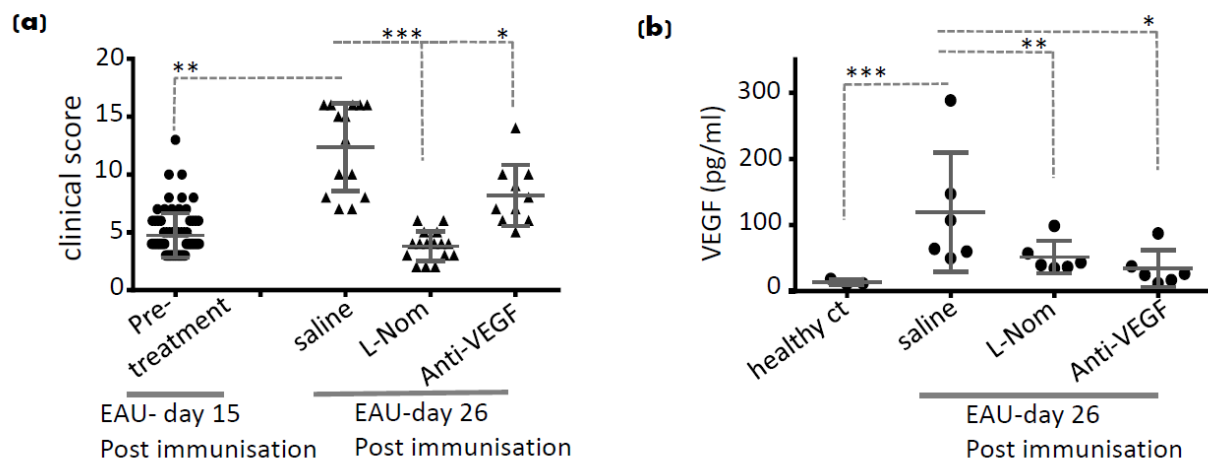 (a)
clinical score
20
15
10
5
0
**
***
*
Pre-
treatment
saline
L-Nom
Anti-VEGF
EAU- day 15
Post immunisation
EAU-day 26
Post immunisation
(b)
VEGF (pg/ml)
300
200
100
0
***
**
*
healthy ct
saline
L-Nom
Anti-VEGF
EAU-day 26
Post immunisation